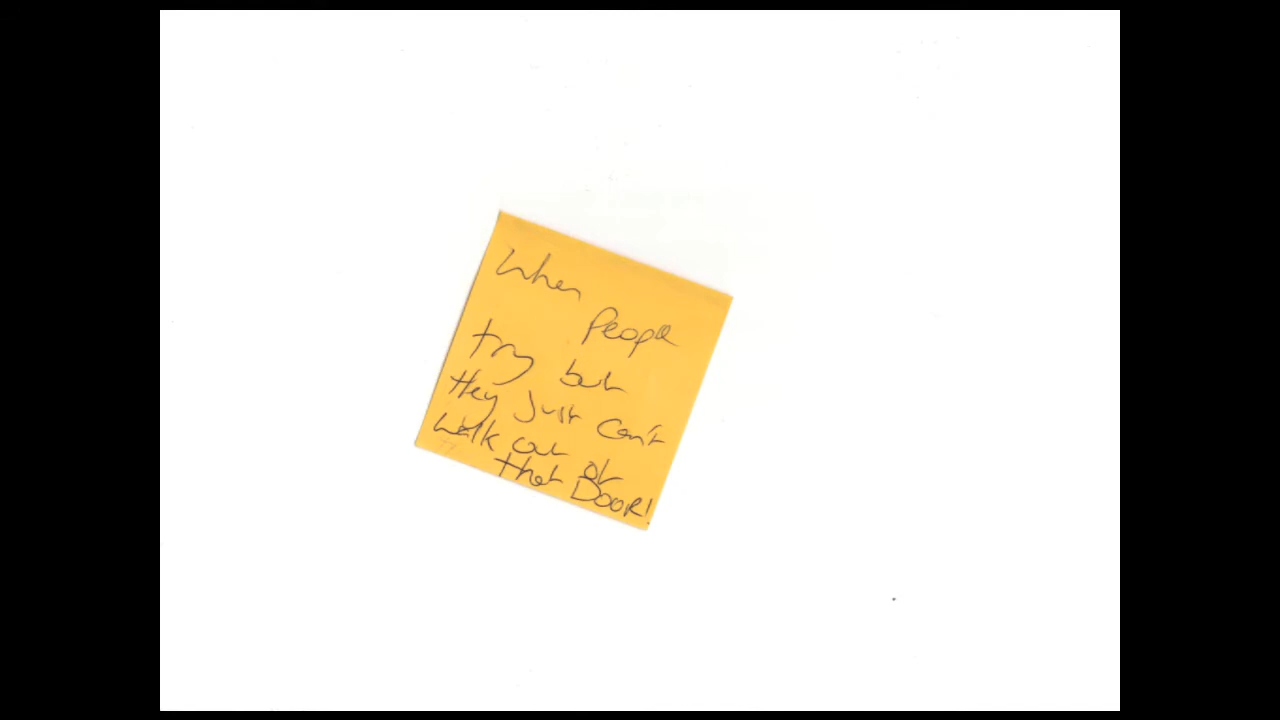 When
People
try but
they just can't
walk out of
that DOOR!